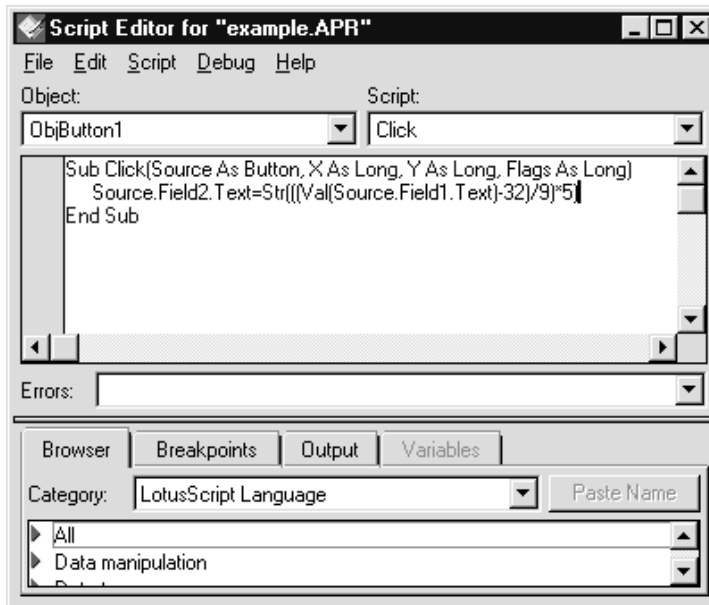 Script Editor for "example.APR"
File Edit Script Debug Help
Object: Script:
ObjButton1 Click
Sub Click(Source As Button, X As Long, Y As Long, Flags As Long)
Source.Field2.Text=Str(((Val(Source.Field1.Text)-32)/9)*5)
End Sub
Errors:
Browser Breakpoints Output Variables
Category: LotusScript Language Paste Name
All
Data manipulation